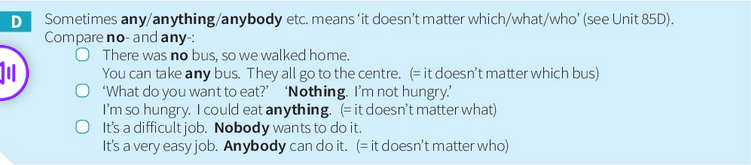 D Sometimes any/anything/anybody etc. means ‘it doesn’t matter which/what/who’ (see Unit 85D).
Compare no- and any-:
There was no bus, so we walked home.
You can take any bus. They all go to the centre. (= it doesn’t matter which bus)
‘What do you want to eat?’ ‘Nothing. I’m not hungry.’
I’m so hungry. I could eat anything. (= it doesn’t matter what)
It’s a difficult job. Nobody wants to do it.
It’s a very easy job. Anybody can do it. (= it doesn’t matter who)